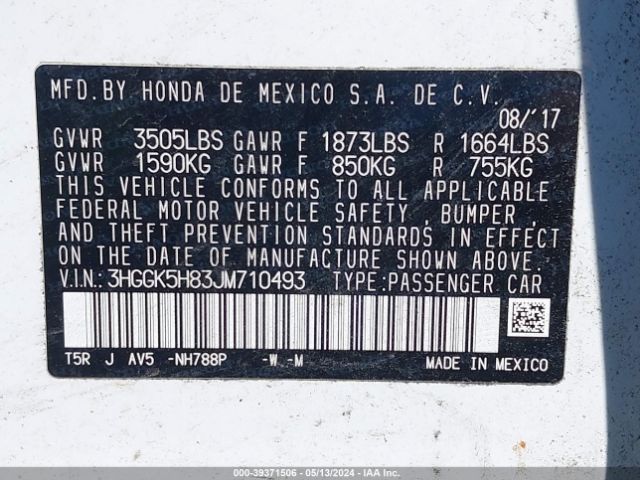 MFD. BY HONDA DE MEXICO S.A. DE C.V.
08/'17
GVWR 3505LBS GAWR F 1873LBS R 1664LBS
GVWR 1590KG GAWR F 850KG R 755KG
THIS VEHICLE CONFORMS TO ALL APPLICABLE
FEDERAL MOTOR VEHICLE SAFETY, BUMPER,
AND THEFT PREVENTION STANDARDS IN EFFECT
ON THE DATE OF MANUFACTURE SHOWN ABOVE.
V.I.N.: 3HGGK5H83JM710493 TYPE: PASSENGER CAR
T5R J AV5 -NH788P -W -M MADE IN MEXICO
000-39371506 - 05/13/2024 - IAAI.COM